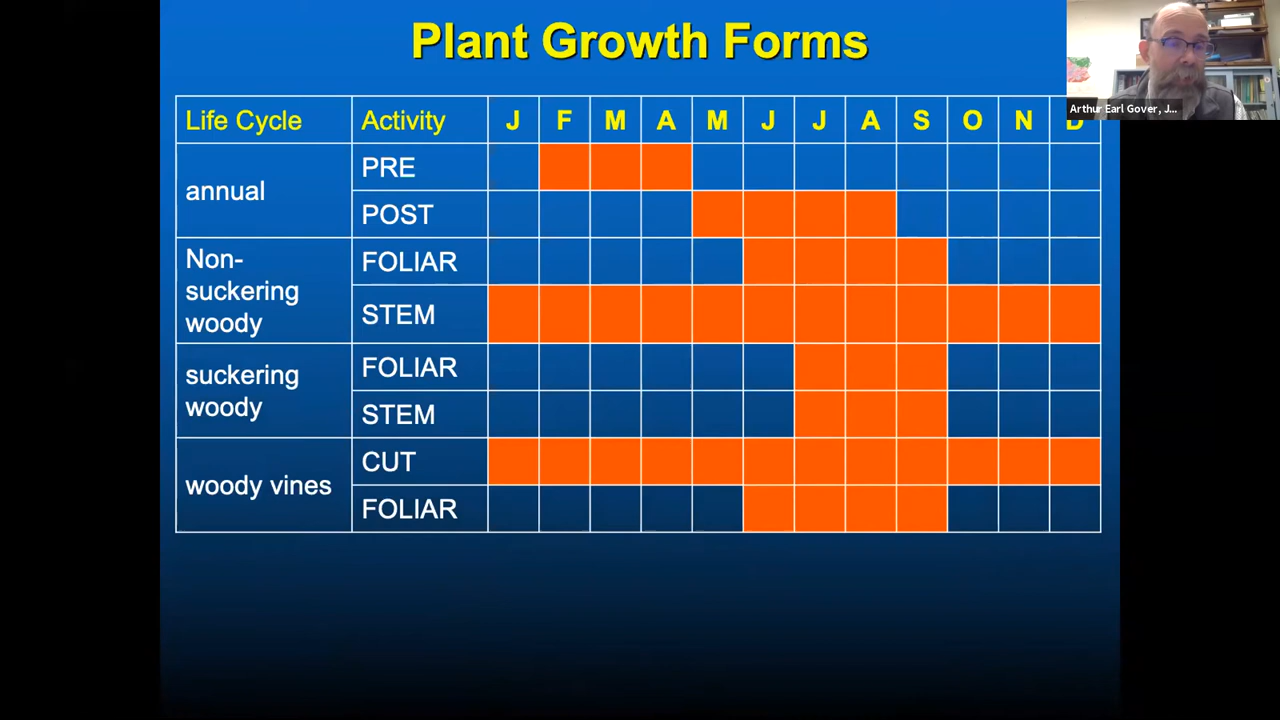 Plant Growth Forms
Arthur Earl Gover, J...
Life Cycle Activity J F M A M J J A S O N D
annual
PRE
POST
Non-
suckering
woody
FOLIAR
STEM
suckering
woody
FOLIAR
STEM
woody vines
CUT
FOLIAR